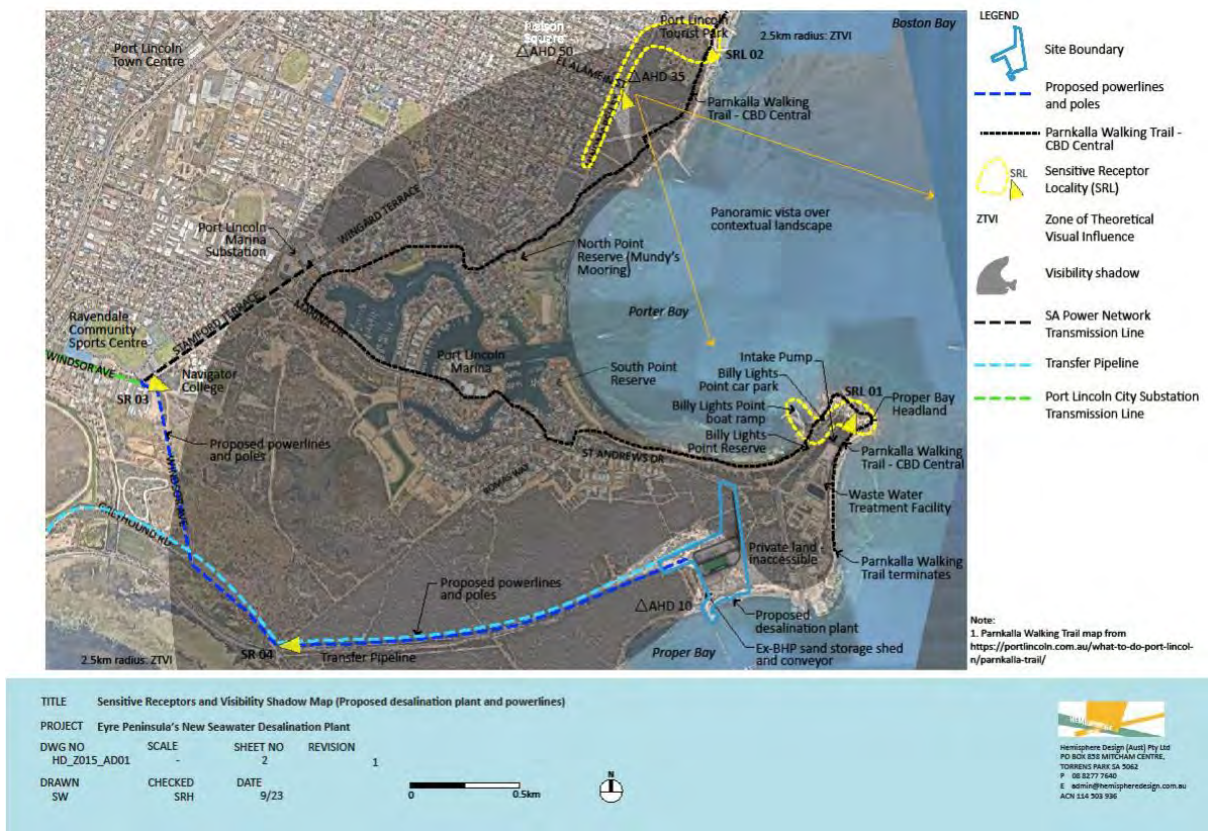 Boston Bay
Port Lincoln
Tourist Park
2.5km radius: ZTVI
SRL 02
△AHD 50
EL ALAMEIN
△AHD 35
Port Lincoln
Town Centre
Parnkalla Walking
Trail - CBD Central
WINGARD TERRACE
Port Lincoln
Marina
Substation
North Point
Reserve (Mundy's
Mooring)
Panoramic vista over
contextual landscape
Porter Bay
Ravendale
Community
Sports Centre
STAMFORD TERRACE
MARINA DR
WINDSOR AVE
Navigator
College
SR 03
Port Lincoln
Marina
South Point
Reserve
Intake Pump
Billy Lights
Point car park
SRL 01
Billy Lights Point
boat ramp
Proper Bay
Headland
Billy Lights
Point Reserve
Parnkalla Walking
Trail - CBD Central
Proposed powerlines
and poles
WINDSOR AVE
ST ANDREWS DR
Waste Water
Treatment Facility
GREYHOUND RD
Private land -
inaccessible
Parnkalla Walking
Trail terminates
Proposed powerlines
and poles
△AHD 10
Proposed
desalination plant
SR 04
Transfer Pipeline
2.5km radius: ZTVI
Proper Bay
Ex-BHP sand storage shed
and conveyor
LEGEND
Site Boundary
Proposed powerlines
and poles
Parnkalla Walking Trail -
CBD Central
SRL
Sensitive Receptor
Locality (SRL)
ZTVI
Zone of Theoretical
Visual Influence
Visibility shadow
SA Power Network
Transmission Line
Transfer Pipeline
Port Lincoln City Substation
Transmission Line
Note:
1. Parnkalla Walking Trail map from
https://portlincoln.com.au/what-to-do-port-lincol-
n/parnkalla-trail/
TITLE Sensitive Receptors and Visibility Shadow Map (Proposed desalination plant and powerlines)
PROJECT Eyre Peninsula's New Seawater Desalination Plant
DWG NO SCALE SHEET NO REVISION
HD_Z015_AD01 - 2 1
DRAWN CHECKED DATE
SW SRH 9/23
0 0.5km
N
Hemisphere Design (Aust) Pty Ltd
PO BOX 858 MITCHAM CENTRE,
TORRENS PARK SA 5062
P 08 8277 7640
E admin@hemispheredesign.com.au
ACN 114 503 936